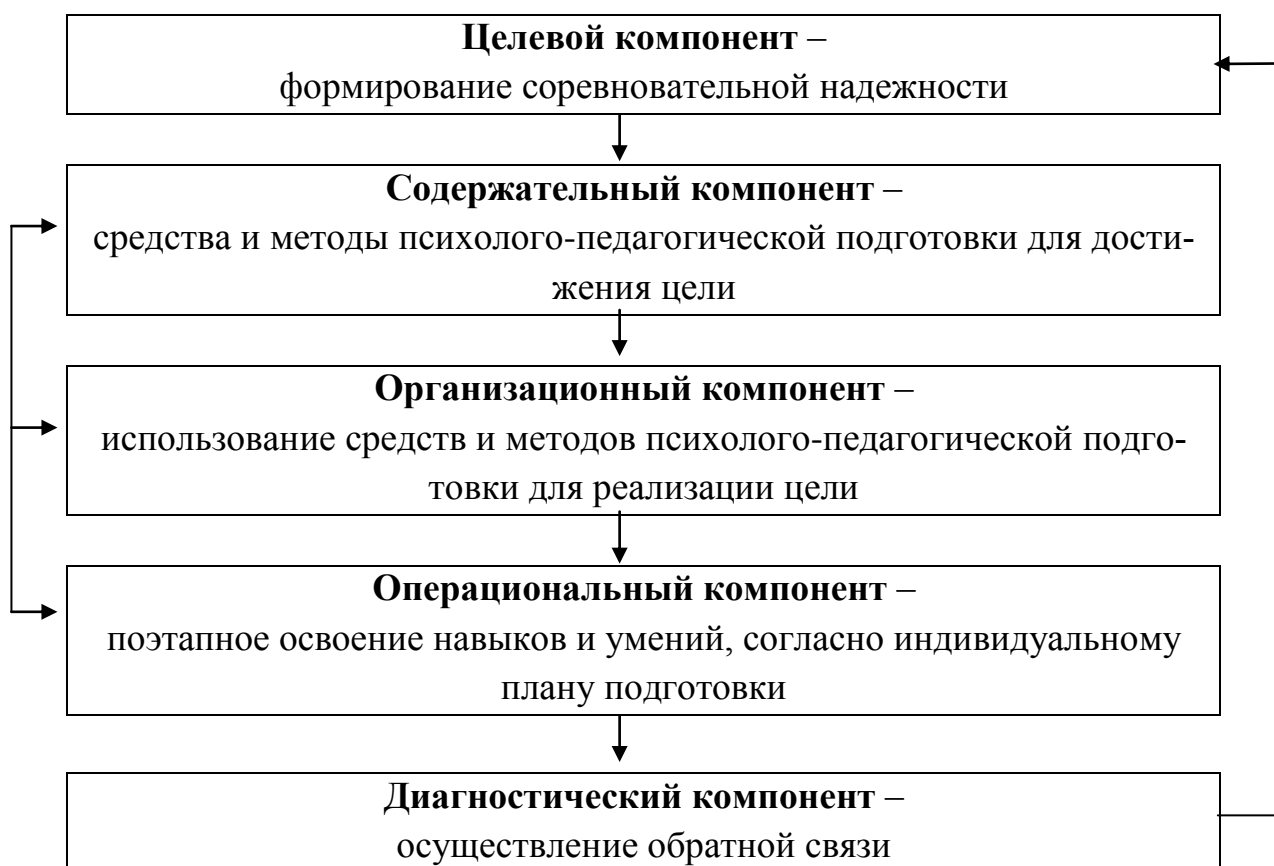 Целевой компонент –
формирование соревновательной надежности
Содержательный компонент –
средства и методы психолого-педагогической подготовки для дости-
жения цели
Организационный компонент –
использование средств и методов психолого-педагогической подго-
товки для реализации цели
Операциональный компонент –
поэтапное освоение навыков и умений, согласно индивидуальному
плану подготовки
Диагностический компонент –
осуществление обратной связи